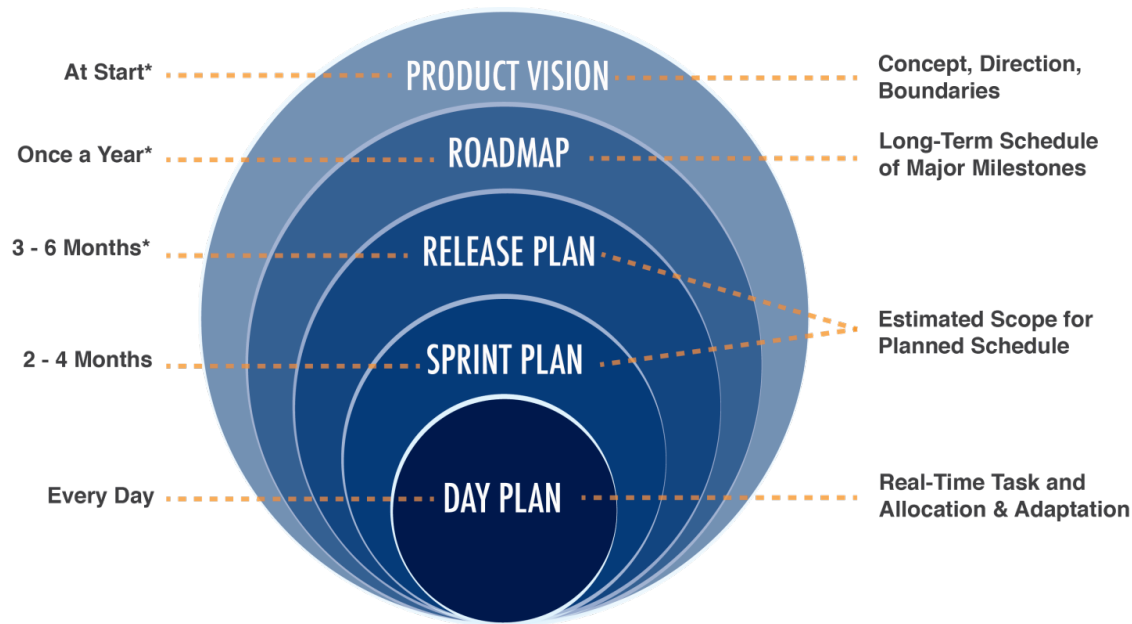 At Start*
PRODUCT VISION
Concept, Direction,
Boundaries
Once a Year*
ROADMAP
Long-Term Schedule
of Major Milestones
3 - 6 Months*
RELEASE PLAN
Estimated Scope for
Planned Schedule
2 - 4 Months
SPRINT PLAN
Every Day
DAY PLAN
Real-Time Task and
Allocation & Adaptation